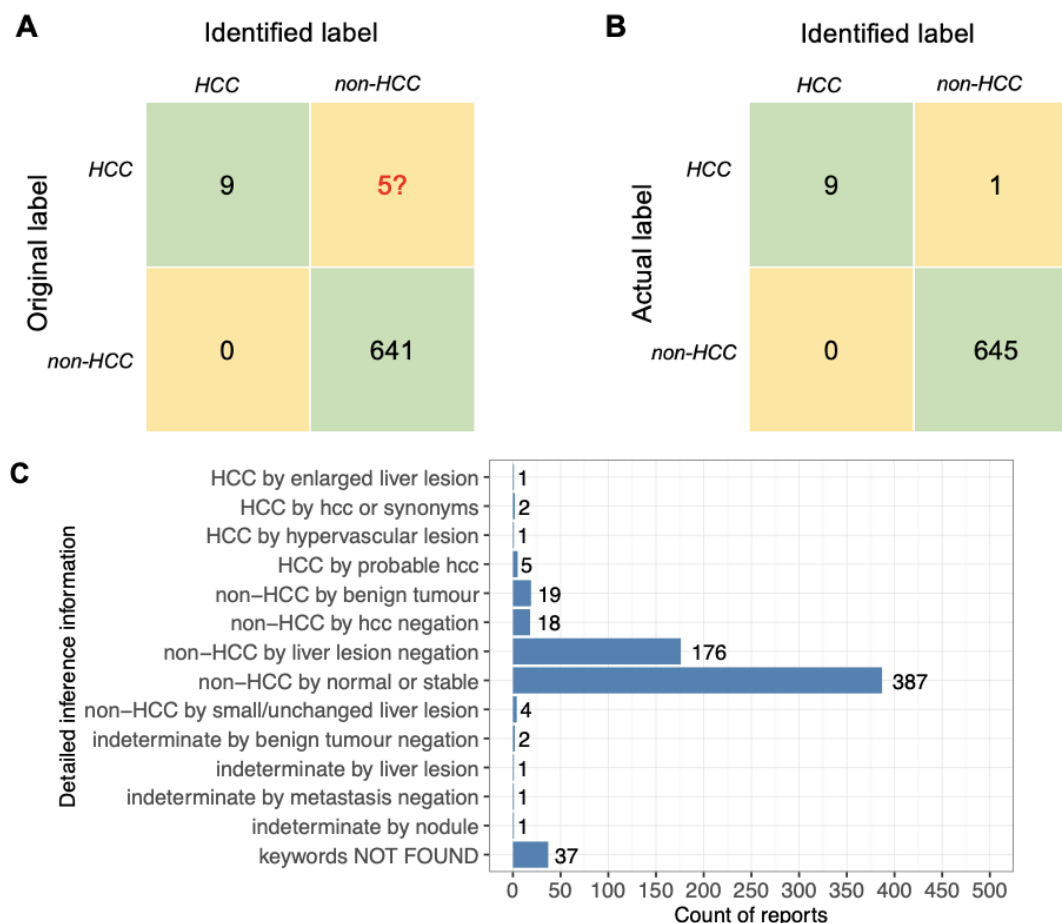 A
Identified label
HCC non-HCC
Original label
HCC
9 5?
non-HCC
0 641
B
Identified label
HCC non-HCC
Actual label
HCC
9 1
non-HCC
0 645
C
Detailed inference information
HCC by enlarged liver lesion 1
HCC by hcc or synonyms 2
HCC by hypervascular lesion 1
HCC by probable hcc 5
non-HCC by benign tumour 19
non-HCC by hcc negation 18
non-HCC by liver lesion negation 176
non-HCC by normal or stable 387
non-HCC by small/unchanged liver lesion 4
indeterminate by benign tumour negation 2
indeterminate by liver lesion 1
indeterminate by metastasis negation 1
indeterminate by nodule 1
keywords NOT FOUND 37
0 50 100 150 200 250 300 350 400 450 500
Count of reports